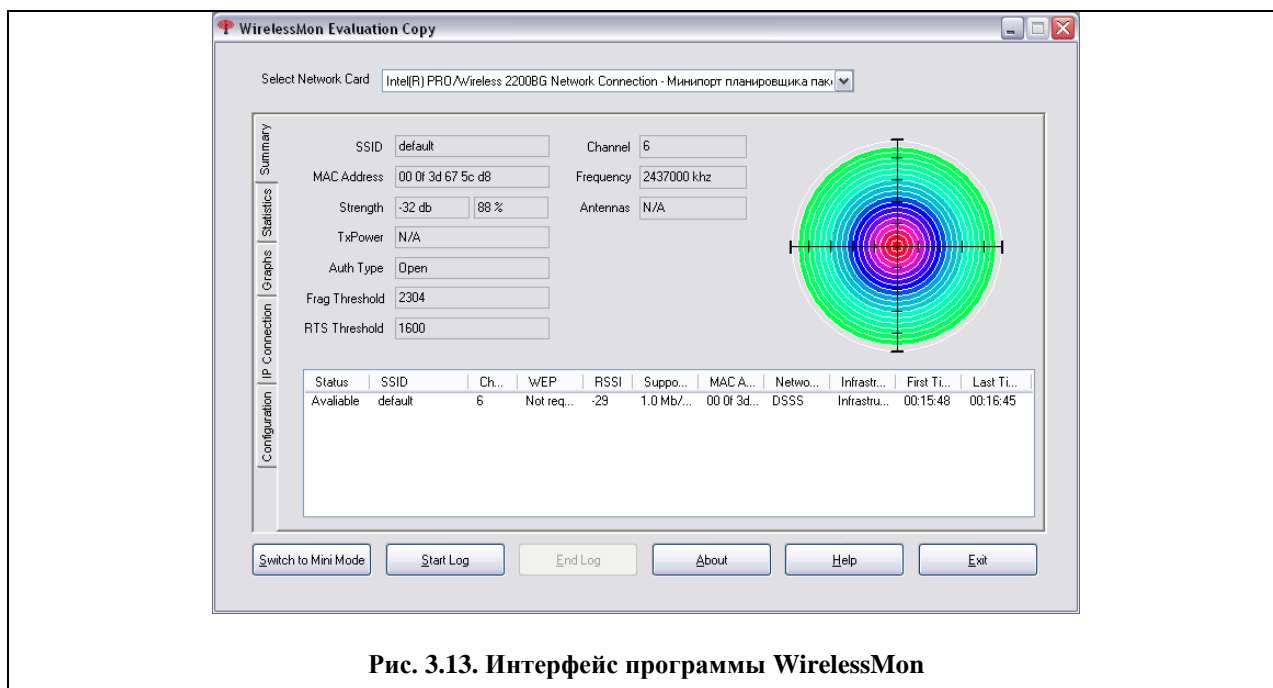 WirelessMon Evaluation Copy
Select Network Card Intel(R) PRO/Wireless 2200BG Network Connection - Минипорт планировщика пак
Summary
Statistics
Graphs
IP Connection
Configuration
SSID default Channel 6
MAC Address 00 0f 3d 67 5c d8 Frequency 2437000 khz
Strength -32 db 88 % Antennas N/A
TxPower N/A
Auth Type Open
Frag Threshold 2304
RTS Threshold 1600
Status SSID Ch... WEP RSSI Suppo... MAC A... Netwo... Infrastr... First Ti... Last Ti...
Avaliable default 6 Not req... -29 1.0 Mb/... 00 0f 3d... DSSS Infrastru... 00:15:48 00:16:45
Switch to Mini Mode Start Log End Log About Help Exit
Рис. 3.13. Интерфейс программы WirelessMon